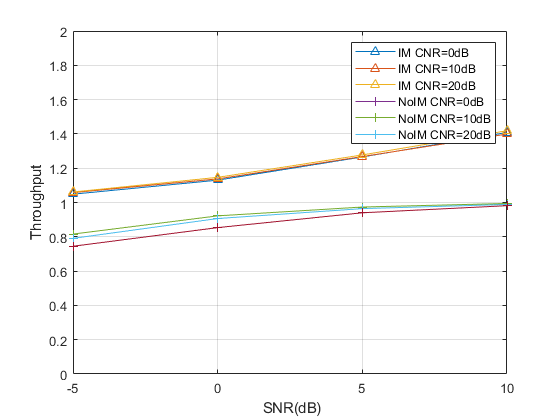 2
1.8
1.6
1.4
1.2
1
0.8
0.6
0.4
0.2
0
Throughput
-5
0
5
10
SNR(dB)
IM CNR=0dB
IM CNR=10dB
IM CNR=20dB
NoIM CNR=0dB
NoIM CNR=10dB
NoIM CNR=20dB